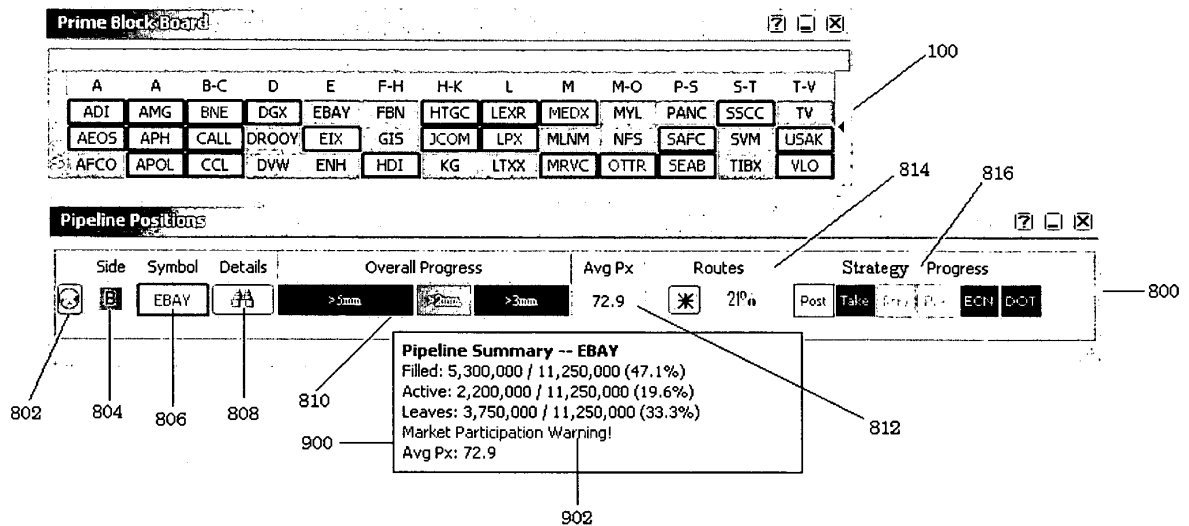 Prime Block Board
? _ X
100
A A B-C D E F-H H-K L M M-O P-S S-T T-V
ADI AMG BNE DGX EBAY FBN HTGC LEXR MEDX MYL PANC SSCC TV
AEOS APH CALL DROOY EIX GIS JCOM LPX MLNM NFS SAFC SVM USAK
AFCO APOL CCL DVW ENH HDI KG LTXX MRVC OTTR SEAB TIBX VLO
814
816
Pipeline Positions
? _ X
Side Symbol Details Overall Progress Avg Px Routes Strategy Progress
B EBAY >5mm >2mm >3mm 72.9 Post Take ECN DOT
800
802
804
806
808
810
812
Pipeline Summary -- EBAY
Filled: 5,300,000 / 11,250,000 (47.1%)
Active: 2,200,000 / 11,250,000 (19.6%)
Leaves: 3,750,000 / 11,250,000 (33.3%)
Market Participation Warning!
Avg Px: 72.9
900
902